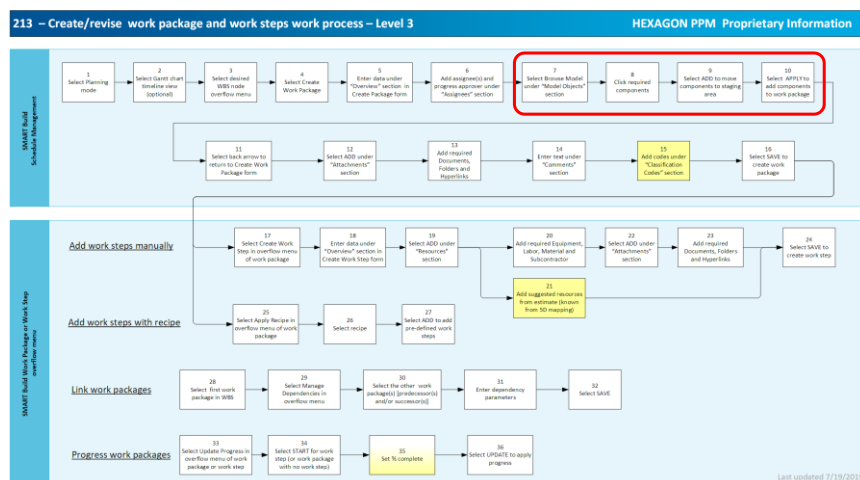 213 – Create/revise work package and work steps work process – Level 3
HEXAGON PPM Proprietary Information
SMART Build
Schedule Management
1
Select Planning
mode
2
Select Gantt chart
timeline view
(optional)
3
Select desired
WBS node
overflow menu
4
Select Create
Work Package
5
Enter data under
“Overview” section in
Create Package form
6
Add assignee(s) and
progress approver under
“Assignees” section
7
Select Browse Model
under “Model Objects”
section
8
Click required
components
9
Select ADD to move
components to staging
area
10
Select APPLY to
add components
to work package
11
Select back arrow to
return to Create Work
Package form
12
Select ADD under
“Attachments”
section
13
Add required
Documents,
Folders and
Hyperlinks
14
Enter text under
“Comments”
section
15
Add codes under
“Classification
Codes” section
16
Select SAVE to
create work
package
SMART Build Work Package or Work Step
overflow menu
Add work steps manually
17
Select Create Work
Step in overflow menu
of work package
18
Enter data under
“Overview” section in
Create Work Step form
19
Select ADD under
“Resources”
section
20
Add required Equipment,
Labor, Material and
Subcontractor
22
Select ADD under
“Attachments”
section
23
Add required
Documents, Folders
and Hyperlinks
24
Select SAVE to
create work step
21
Add suggested resources
from estimate (known
from 5D mapping)
Add work steps with recipe
25
Select Apply Recipe in
overflow menu of work
package
26
Select recipe
27
Select ADD to add
pre-defined work
steps
Link work packages
28
Select first work
package in WBS
29
Select Manage
Dependencies in
overflow menu
30
Select the other work
package(s) [predecessor(s)
and/or successor(s)]
31
Enter dependency
parameters
32
Select SAVE
Progress work packages
33
Select Update Progress in
overflow menu of work
package or work step
34
Select START for work
step (or work package
with no work step)
35
Set % complete
36
Select UPDATE to apply
progress
Last updated 7/19/201